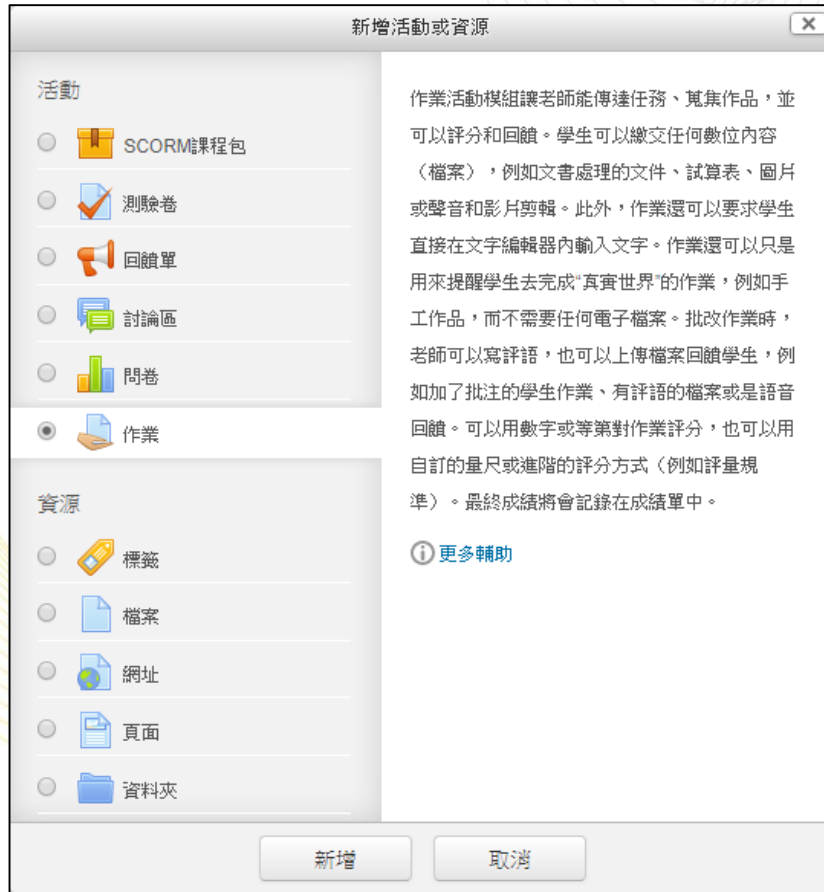 新增活動或資源
活動
SCORM課程包
測驗卷
回饋單
討論區
問卷
作業
資源
標籤
檔案
網址
頁面
資料夾
作業活動模組讓老師能傳達任務、蒐集作品，並
可以評分和回饋。學生可以繳交任何數位內容
（檔案），例如文書處理的文件、試算表、圖片
或聲音和影片剪輯。此外，作業還可以要求學生
直接在文字編輯器內輸入文字。作業還可以只是
用來提醒學生去完成“真實世界”的作業，例如手
工作品，而不需要任何電子檔案。批改作業時，
老師可以寫評語，也可以上傳檔案回饋學生，例
如加了批注的學生作業、有評語的檔案或是語音
回饋。可以用數字或等第對作業評分，也可以用
自訂的量尺或進階的評分方式（例如評量規
準）。最終成績將會記錄在成績單中。
更多輔助
新增
取消